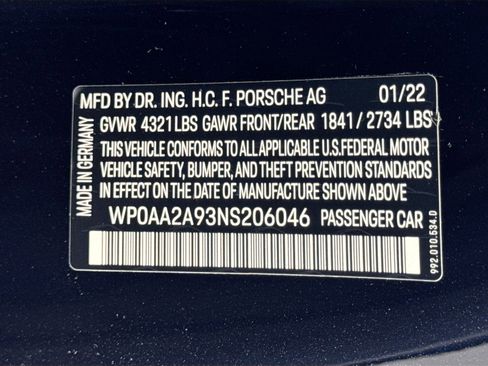 MFD BY DR. ING. H.C. F. PORSCHE AG 01/22
GVWR 4321 LBS GAWR FRONT/REAR 1841 / 2734 LBS
THIS VEHICLE CONFORMS TO ALL APPLICABLE U.S. FEDERAL MOTOR
VEHICLE SAFETY, BUMPER, AND THEFT PREVENTION STANDARDS
IN EFFECT ON THE DATE OF MANUFACTURE SHOWN ABOVE
WP0AA2A93NS206046 PASSENGER CAR
MADE IN GERMANY
992.010.534.D